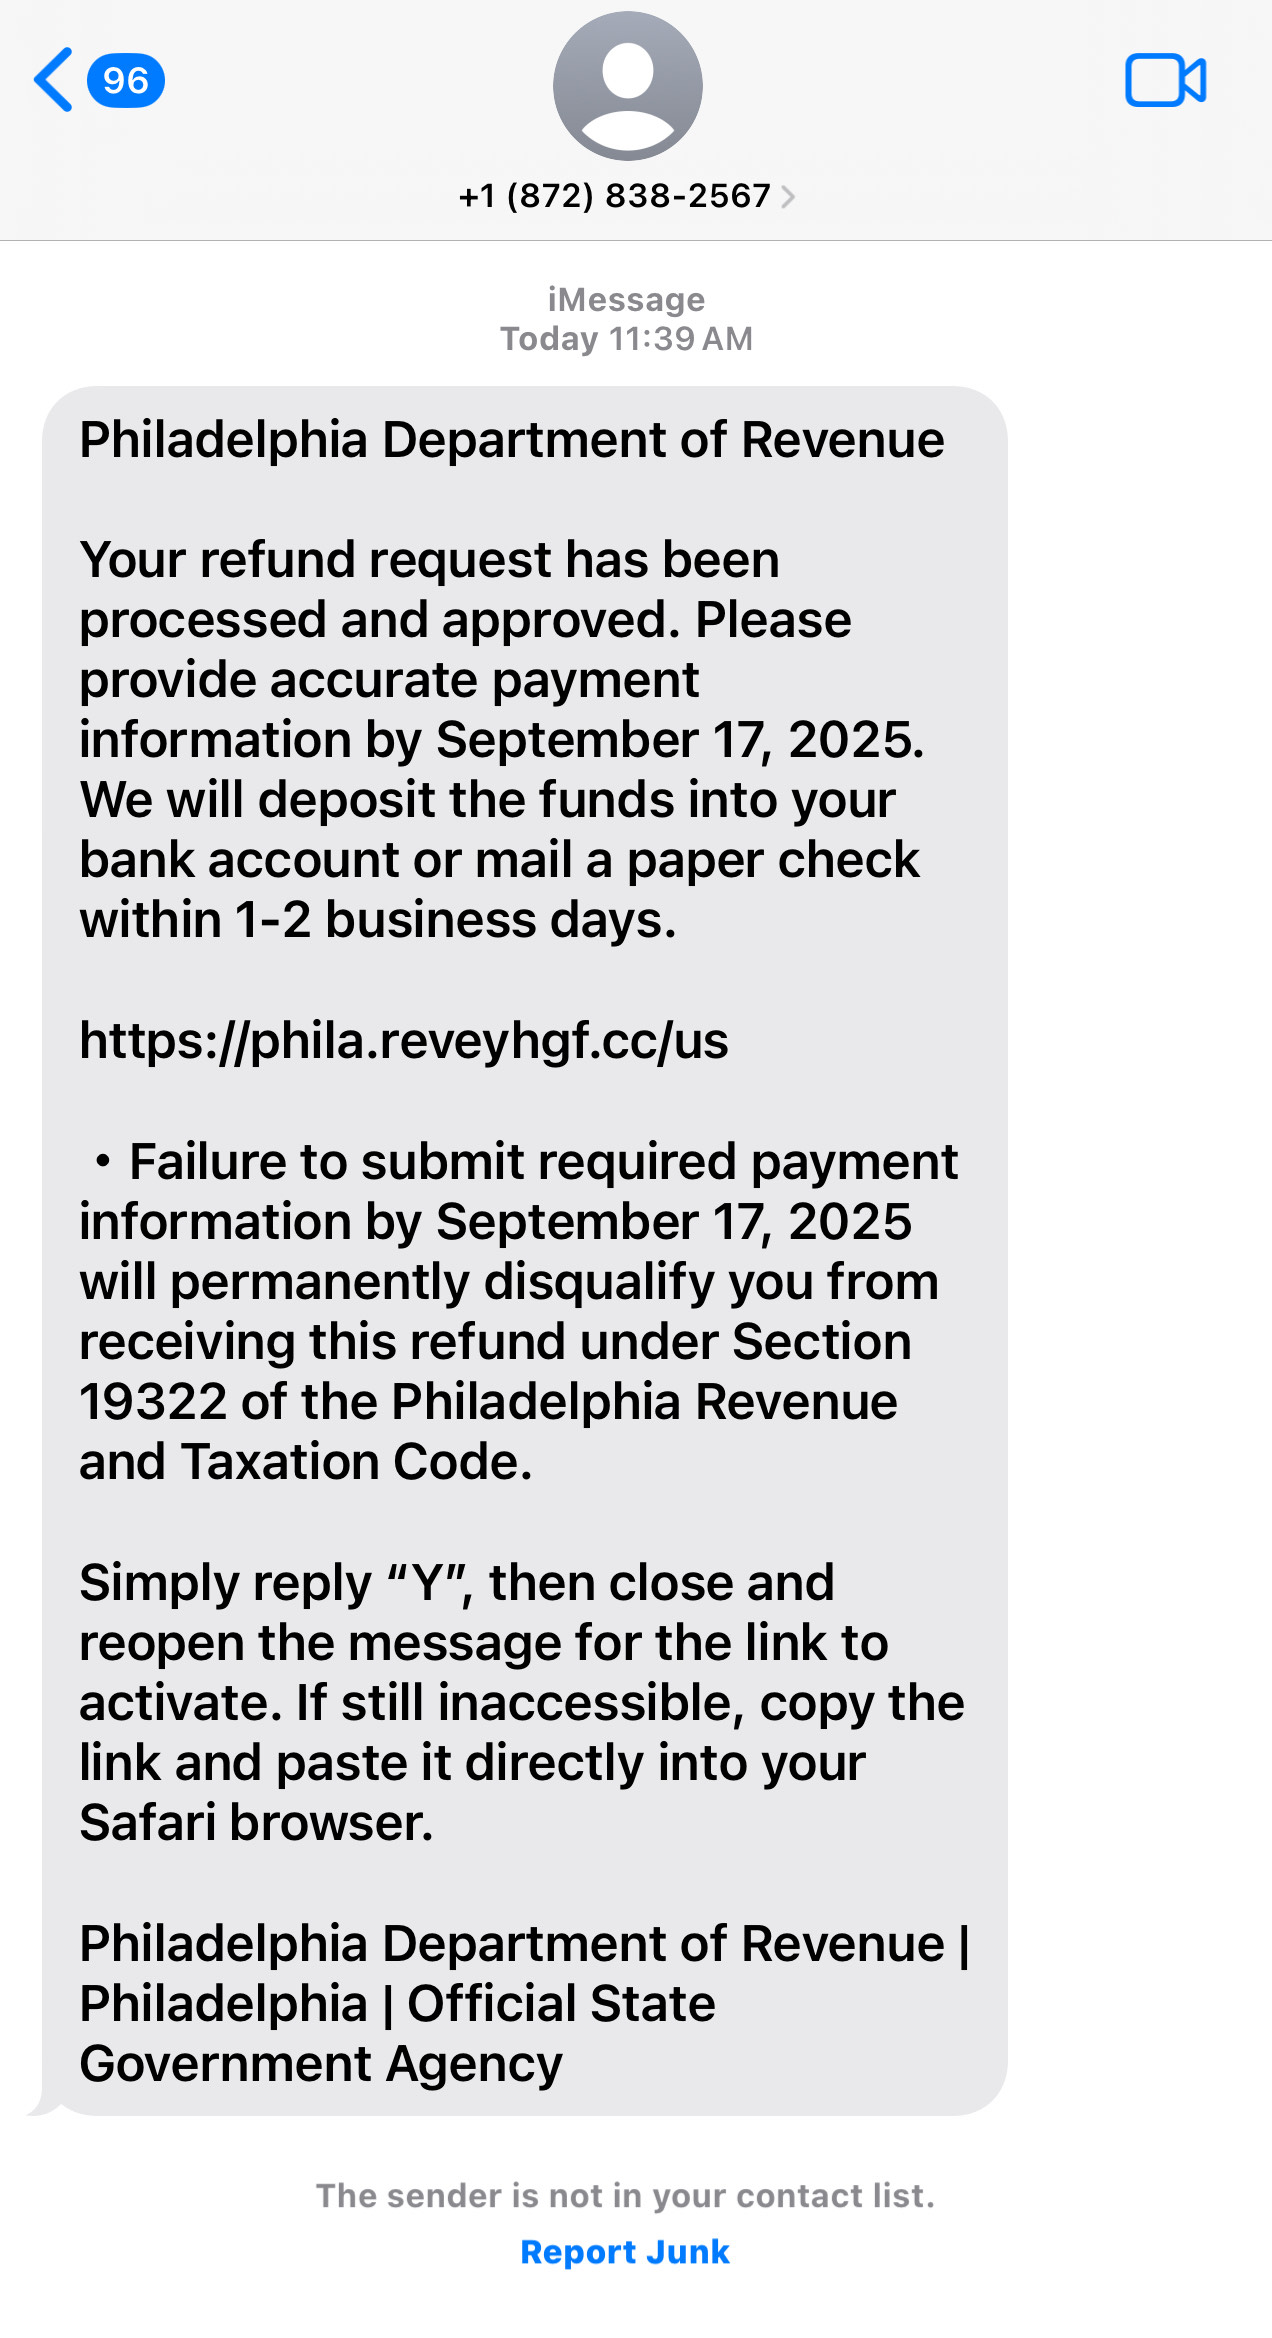 96
+1 (872) 838-2567
iMessage
Today 11:39 AM
Philadelphia Department of Revenue
Your refund request has been
processed and approved. Please
provide accurate payment
information by September 17, 2025.
We will deposit the funds into your
bank account or mail a paper check
within 1-2 business days.
https://phila.reveyhgf.cc/us
• Failure to submit required payment
information by September 17, 2025
will permanently disqualify you from
receiving this refund under Section
19322 of the Philadelphia Revenue
and Taxation Code.
Simply reply “Y”, then close and
reopen the message for the link to
activate. If still inaccessible, copy the
link and paste it directly into your
Safari browser.
Philadelphia Department of Revenue |
Philadelphia | Official State
Government Agency
The sender is not in your contact list.
Report Junk